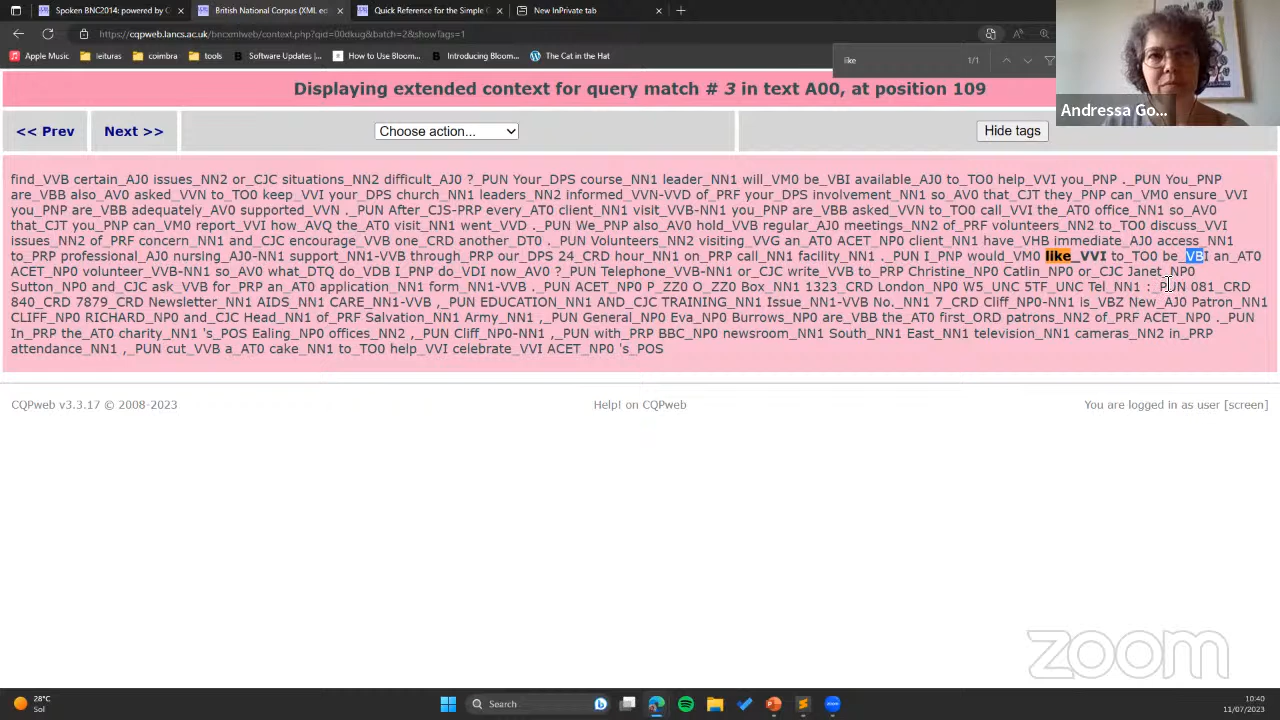 Spoken BNC2014: powered by C
British National Corpus (XML ed
Quick Reference for the Simple
New InPrivate tab
https://cqpweb.lancs.ac.uk/bncxmlweb/context.php?qid=00dkug&batch=2&showTags=1
Apple Music leituras coimbra tools Software Updates |... How to Use Bloom... Introducing Bloom... The Cat in the Hat
like 1/1
Andressa Go...
Displaying extended context for query match # 3 in text A00, at position 109
<< Prev Next >> Choose action... Hide tags
find_VVB certain_AJ0 issues_NN2 or_CJC situations_NN2 difficult_AJ0 ?_PUN Your_DPS course_NN1 leader_NN1 will_VM0 be_VBI available_AJ0 to_TO0 help_VVI you_PNP ._PUN You_PNP
are_VBB also_AV0 asked_VVN to_TO0 keep_VVI your_DPS church_NN1 leaders_NN2 informed_VVN-VVD of_PRF your_DPS involvement_NN1 so_AV0 that_CJT they_PNP can_VM0 ensure_VVI
you_PNP are_VBB adequately_AV0 supported_VVN ._PUN After_CJS-PRP every_AT0 client_NN1 visit_VVB-NN1 you_PNP are_VBB asked_VVN to_TO0 call_VVI the_AT0 office_NN1 so_AV0
that_CJT you_PNP can_VM0 report_VVI how_AVQ the_AT0 visit_NN1 went_VVD ._PUN We_PNP also_AV0 hold_VVB regular_AJ0 meetings_NN2 of_PRF volunteers_NN2 to_TO0 discuss_VVI
issues_NN2 of_PRF concern_NN1 and_CJC encourage_VVB one_CRD another_DT0 ._PUN Volunteers_NN2 visiting_VVG an_AT0 ACET_NP0 client_NN1 have_VHB immediate_AJ0 access_NN1
to_PRP professional_AJ0 nursing_AJ0-NN1 support_NN1-VVB through_PRP our_DPS 24_CRD hour_NN1 on_PRP call_NN1 facility_NN1 ._PUN I_PNP would_VM0 like_VVI to_TO0 be_VBI an_AT0
ACET_NP0 volunteer_VVB-NN1 so_AV0 what_DTQ do_VDB I_PNP do_VDI now_AV0 ?_PUN Telephone_VVB-NN1 or_CJC write_VVB to_PRP Christine_NP0 Catlin_NP0 or_CJC Janet_NP0
Sutton_NP0 and_CJC ask_VVB for_PRP an_AT0 application_NN1 form_NN1-VVB ._PUN ACET_NP0 P_ZZ0 O_ZZ0 Box_NN1 1323_CRD London_NP0 W5_UNC 5TF_UNC Tel_NN1 :_PUN 081_CRD
840_CRD 7879_CRD Newsletter_NN1 AIDS_NN1 CARE_NN1-VVB ,_PUN EDUCATION_NN1 AND_CJC TRAINING_NN1 Issue_NN1-VVB No._NN1 7_CRD Cliff_NP0-NN1 is_VBZ New_AJ0 Patron_NN1
CLIFF_NP0 RICHARD_NP0 and_CJC Head_NN1 of_PRF Salvation_NN1 Army_NN1 ,_PUN General_NP0 Eva_NP0 Burrows_NP0 are_VBB the_AT0 first_ORD patrons_NN2 of_PRF ACET_NP0 ._PUN
In_PRP the_AT0 charity_NN1 's_POS Ealing_NP0 offices_NN2 ,_PUN Cliff_NP0-NN1 ,_PUN with_PRP BBC_NP0 newsroom_NN1 South_NN1 East_NN1 television_NN1 cameras_NN2 in_PRP
attendance_NN1 ,_PUN cut_VVB a_AT0 cake_NN1 to_TO0 help_VVI celebrate_VVI ACET_NP0 's_POS
CQPweb v3.3.17 © 2008-2023 Help! on CQPweb You are logged in as user [screen]
zoom
28°C
Sol
Search
10:40
11/07/2023